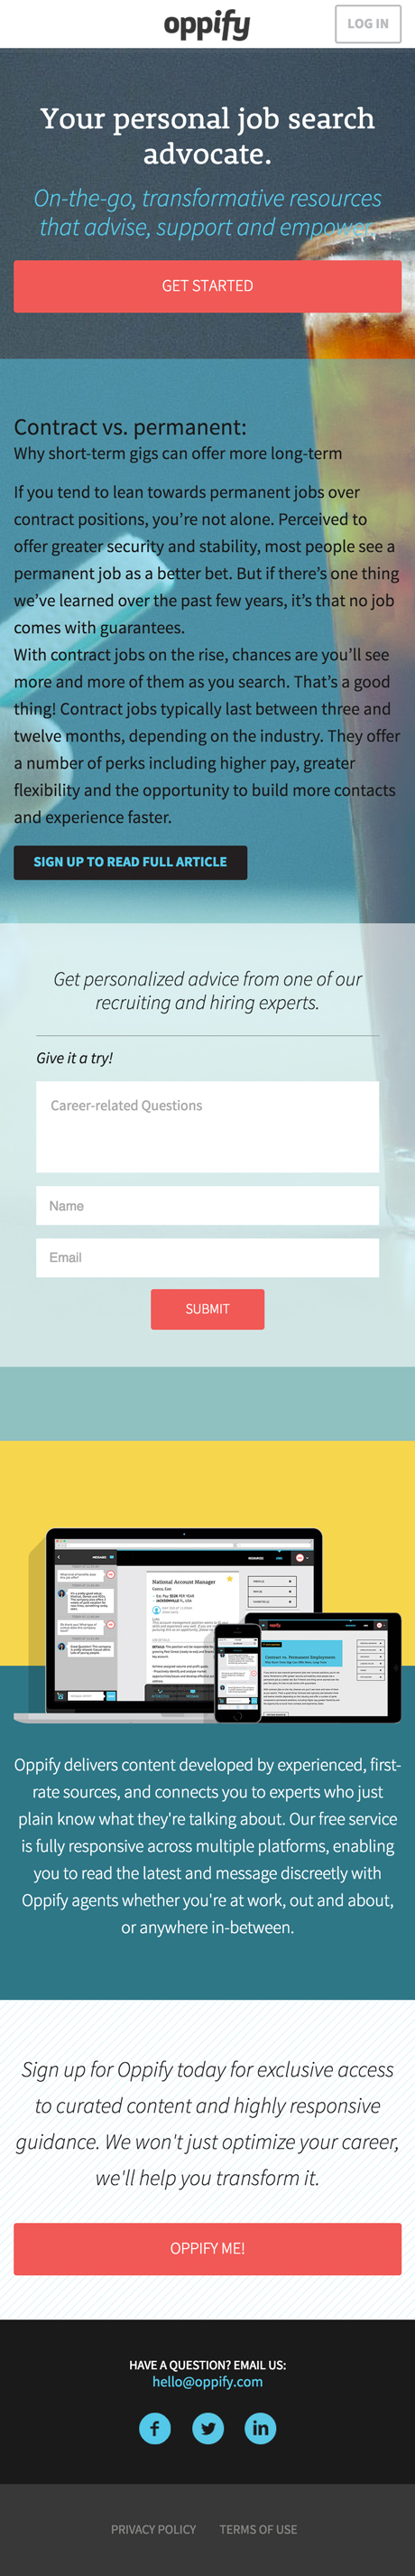 oppify
LOG IN
Your personal job search
advocate.
On-the-go, transformative resources
that advise, support and empower.
GET STARTED
Contract vs. permanent:
Why short-term gigs can offer more long-term
If you tend to lean towards permanent jobs over
contract positions, you’re not alone. Perceived to
offer greater security and stability, most people see a
permanent job as a better bet. But if there’s one thing
we’ve learned over the past few years, it’s that no job
comes with guarantees.
With contract jobs on the rise, chances are you’ll see
more and more of them as you search. That’s a good
thing! Contract jobs typically last between three and
twelve months, depending on the industry. They offer
a number of perks including higher pay, greater
flexibility and the opportunity to build more contacts
and experience faster.
SIGN UP TO READ FULL ARTICLE
Get personalized advice from one of our
recruiting and hiring experts.
Give it a try!
Career-related Questions
Name
Email
SUBMIT
National Account Manager
Contract vs. Permanent Employment
Oppify delivers content developed by experienced, first-
rate sources, and connects you to experts who just
plain know what they're talking about. Our free service
is fully responsive across multiple platforms, enabling
you to read the latest and message discreetly with
Oppify agents whether you're at work, out and about,
or anywhere in-between.
Sign up for Oppify today for exclusive access
to curated content and highly responsive
guidance. We won't just optimize your career,
we'll help you transform it.
OPPIFY ME!
HAVE A QUESTION? EMAIL US:
hello@oppify.com
f
in
PRIVACY POLICY TERMS OF USE